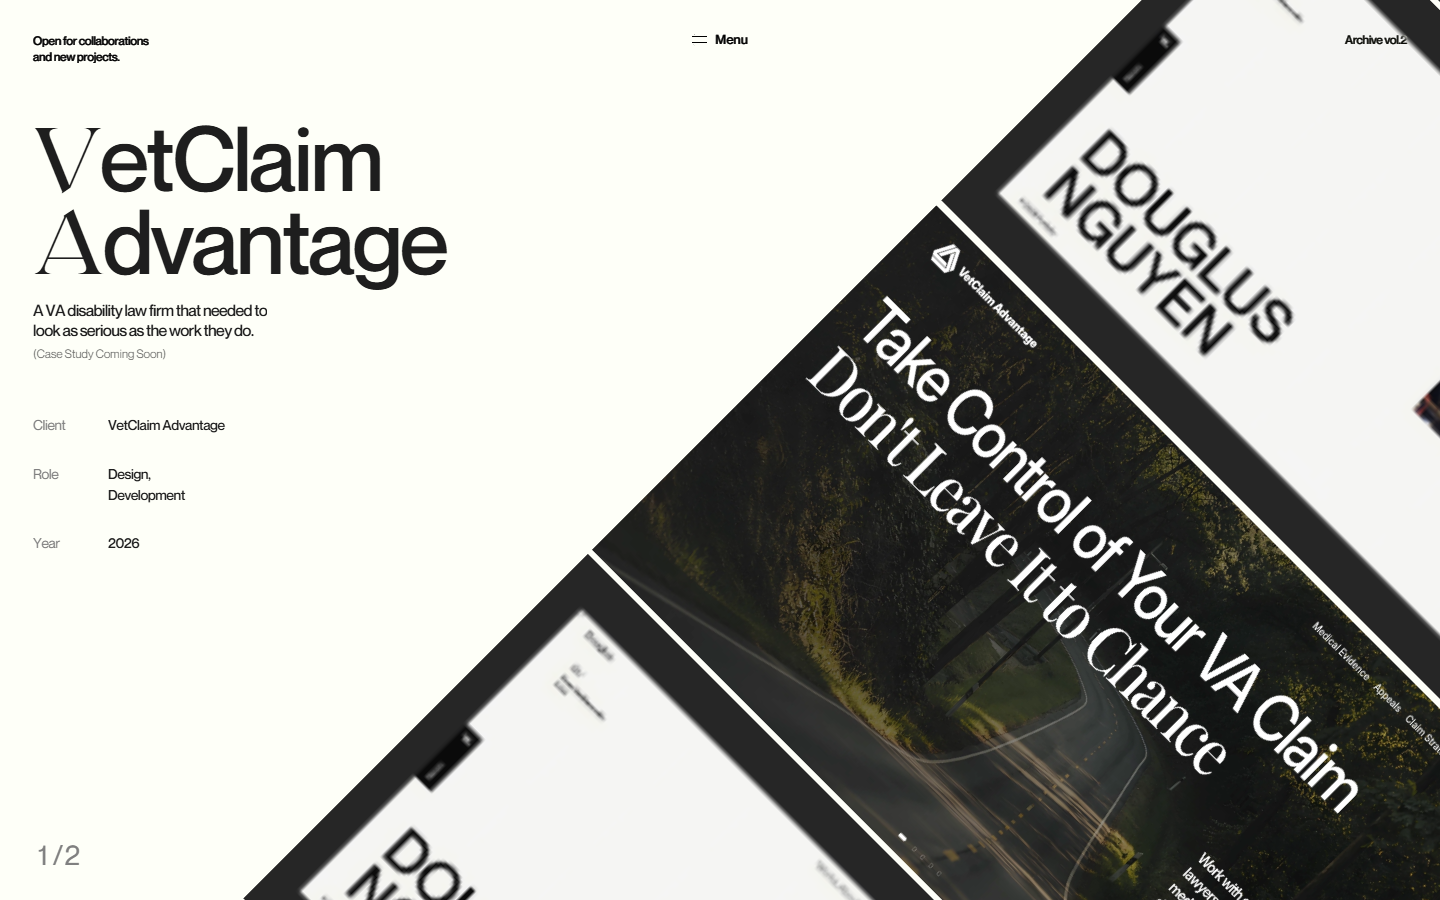 Open for collaborations
and new projects.
Menu
Archive vol.2
VetClaim
Advantage
A VA disability law firm that needed to
look as serious as the work they do.
(Case Study Coming Soon)
Client VetClaim Advantage
Role Design,
Development
Year 2026
1/2
DOUGLUS
NGUYEN
VetClaim Advantage
Take Control of Your VA Claim
Don't Leave It to Chance
Medical Evidence Appeals Claim
Work with
lawyers